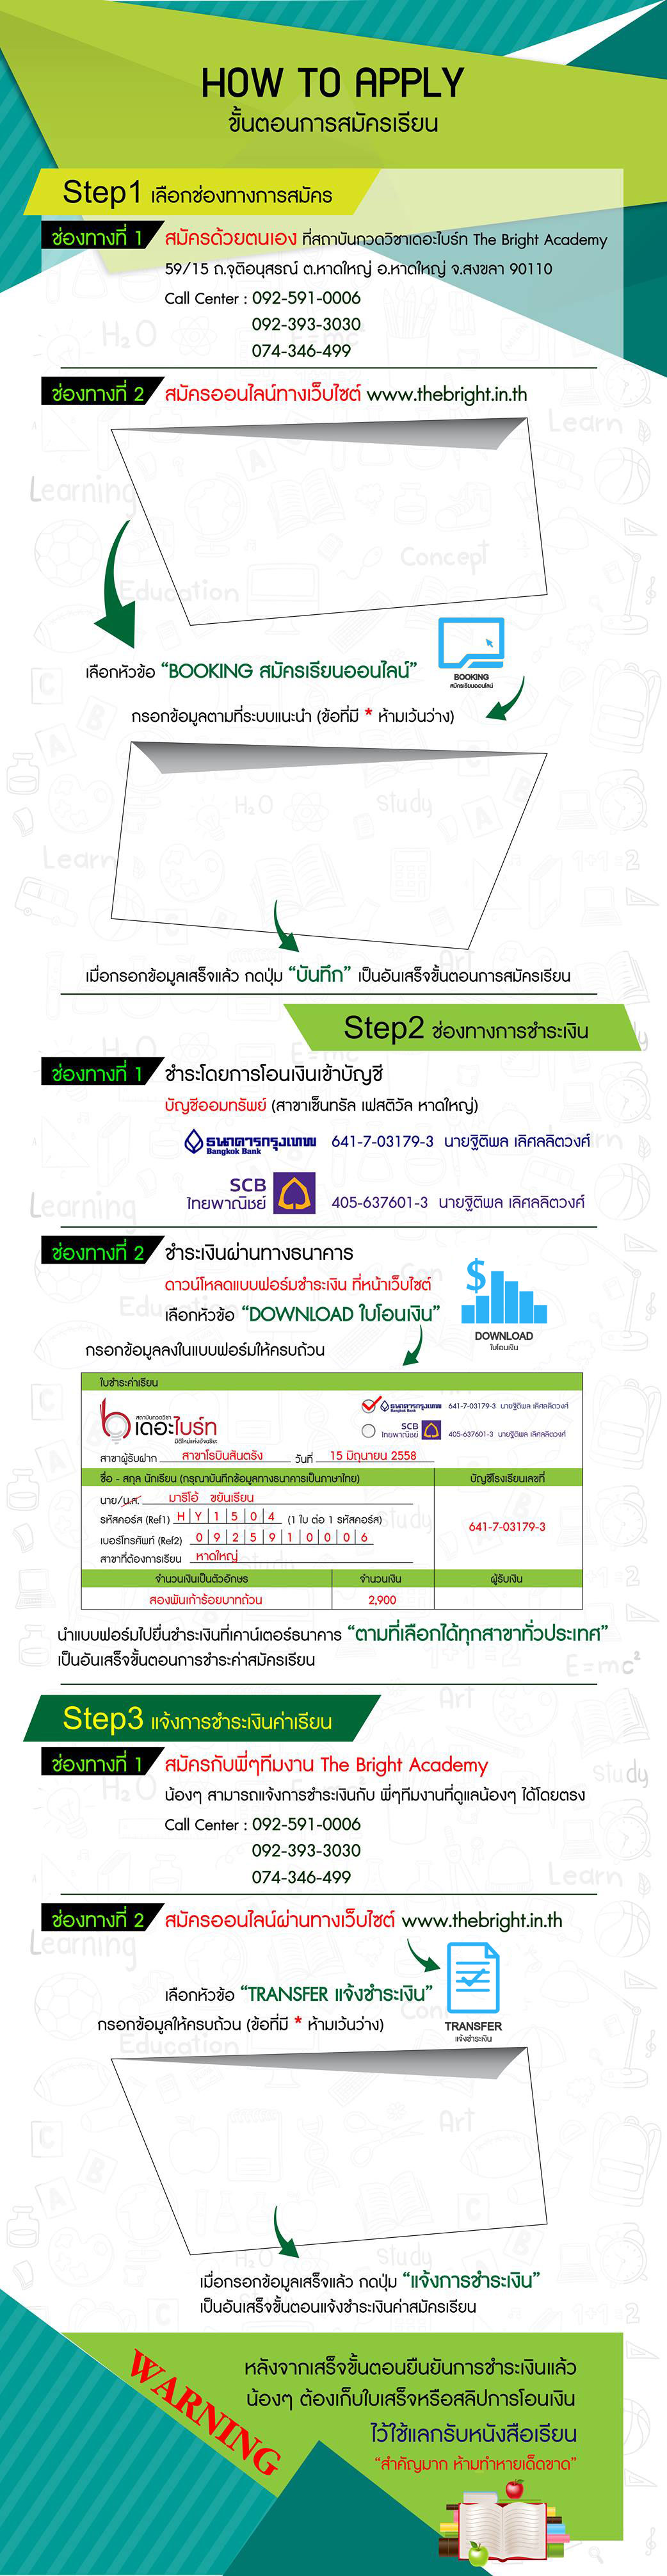 HOW TO APPLY
ขั้นตอนการสมัครเรียน
Step1 เลือกช่องทางการสมัคร
ช่องทางที่ 1 สมัครด้วยตนเอง ที่สถาบันกวดวิชาเดอะไบร์ท The Bright Academy
59/15 ถ.จุติอนุสรณ์ ต.หาดใหญ่ อ.หาดใหญ่ จ.สงขลา 90110
Call Center : 092-591-0006
092-393-3030
074-346-499
ช่องทางที่ 2 สมัครออนไลน์ทางเว็บไซต์ www.thebright.in.th
เลือกหัวข้อ “BOOKING สมัครเรียนออนไลน์”
BOOKING
สมัครเรียนออนไลน์
กรอกข้อมูลตามที่ระบบแนะนำ (ข้อที่มี * ห้ามเว้นว่าง)
เมื่อกรอกข้อมูลเสร็จแล้ว กดปุ่ม “บันทึก” เป็นอันเสร็จขั้นตอนการสมัครเรียน
Step2 ช่องทางการชำระเงิน
ช่องทางที่ 1 ชำระโดยการโอนเงินเข้าบัญชี
บัญชีออมทรัพย์ (สาขาเซ็นทรัล เฟสติวัล หาดใหญ่)
ธนาคารกรุงเทพ Bangkok Bank 641-7-03179-3 นายฐิติพล เลิศลลิตวงศ์
SCB ไทยพาณิชย์ 405-637601-3 นายฐิติพล เลิศลลิตวงศ์
ช่องทางที่ 2 ชำระเงินผ่านทางธนาคาร
ดาวน์โหลดแบบฟอร์มชำระเงิน ที่หน้าเว็บไซต์
เลือกหัวข้อ “DOWNLOAD ใบโอนเงิน”
DOWNLOAD
ใบโอนเงิน
กรอกข้อมูลลงในแบบฟอร์มให้ครบถ้วน
ใบชำระค่าเรียน
สถาบันกวดวิชา
เดอะไบร์ท
มิติใหม่แห่งอัจฉริยะ
ธนาคารกรุงเทพ Bangkok Bank 641-7-03179-3 นายฐิติพล เลิศลลิตวงศ์
SCB ไทยพาณิชย์ 405-637601-3 นายฐิติพล เลิศลลิตวงศ์
สาขาผู้รับฝาก สาขาโรบินสันตรัง วันที่ 15 มิถุนายน 2558
ชื่อ - สกุล นักเรียน (กรุณาบันทึกข้อมูลทางธนาคารเป็นภาษาไทย) บัญชีโรงเรียนเลขที่
นาย/น.ส. มาริโอ้ ขยันเรียน
รหัสคอร์ส (Ref1) H Y 1 5 0 4 (1 ใบ ต่อ 1 รหัสคอร์ส)
641-7-03179-3
เบอร์โทรศัพท์ (Ref2) 0 9 2 5 9 1 0 0 0 6
สาขาที่ต้องการเรียน หาดใหญ่
จำนวนเงินเป็นตัวอักษร จำนวนเงิน ผู้รับเงิน
สองพันเก้าร้อยบาทถ้วน 2,900
นำแบบฟอร์มไปยื่นชำระเงินที่เคาน์เตอร์ธนาคาร “ตามที่เลือกได้ทุกสาขาทั่วประเทศ”
เป็นอันเสร็จขั้นตอนการชำระค่าสมัครเรียน
Step3 แจ้งการชำระเงินค่าเรียน
ช่องทางที่ 1 สมัครกับพี่ๆทีมงาน The Bright Academy
น้องๆ สามารถแจ้งการชำระเงินกับ พี่ๆทีมงานที่ดูแลน้องๆ ได้โดยตรง
Call Center : 092-591-0006
092-393-3030
074-346-499
ช่องทางที่ 2 สมัครออนไลน์ผ่านทางเว็บไซต์ www.thebright.in.th
เลือกหัวข้อ “TRANSFER แจ้งชำระเงิน”
กรอกข้อมูลให้ครบถ้วน (ข้อที่มี * ห้ามเว้นว่าง)
TRANSFER
แจ้งชำระเงิน
เมื่อกรอกข้อมูลเสร็จแล้ว กดปุ่ม “แจ้งการชำระเงิน”
เป็นอันเสร็จขั้นตอนแจ้งชำระเงินค่าสมัครเรียน
WARNING
หลังจากเสร็จขั้นตอนยืนยันการชำระเงินแล้ว
น้องๆ ต้องเก็บใบเสร็จหรือสลิปการโอนเงิน
ไว้ใช้แลกรับหนังสือเรียน
“สำคัญมาก ห้ามทำหายเด็ดขาด”